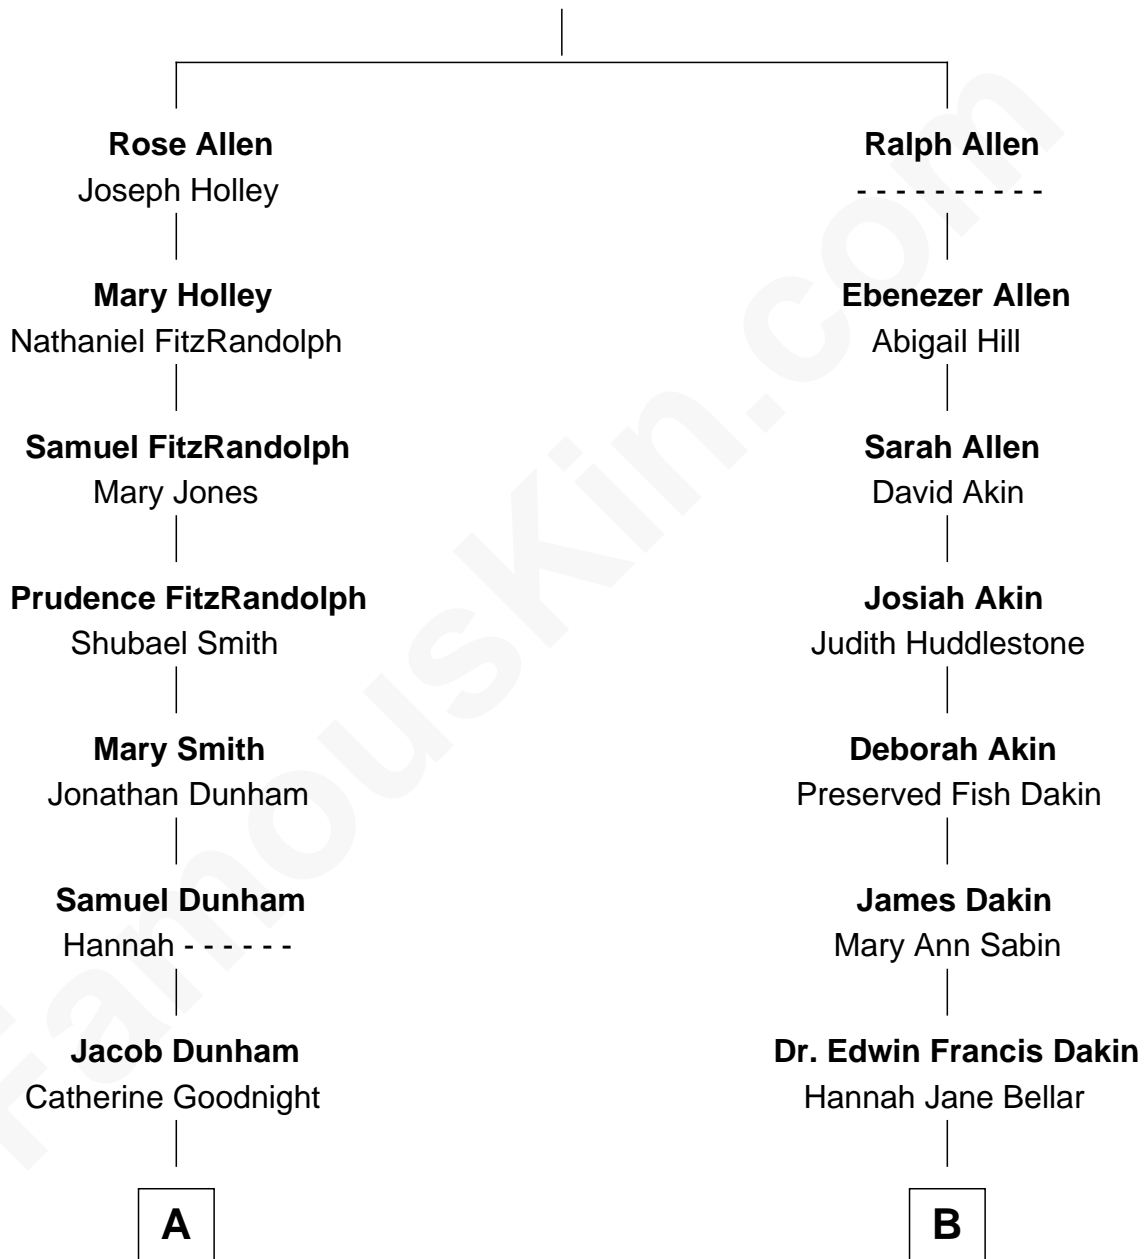 Rose Allen
Joseph Holley
Mary Holley
Nathaniel FitzRandolph
Samuel FitzRandolph
Mary Jones
Prudence FitzRandolph
Shubael Smith
Mary Smith
Jonathan Dunham
Samuel Dunham
Hannah - - - - - -
Jacob Dunham
Catherine Goodnight
A
Ralph Allen
- - - - - - - - - -
Ebenezer Allen
Abigail Hill
Sarah Allen
David Akin
Josiah Akin
Judith Huddlestone
Deborah Akin
Preserved Fish Dakin
James Dakin
Mary Ann Sabin
Dr. Edwin Francis Dakin
Hannah Jane Bellar
B
FamousKin.com